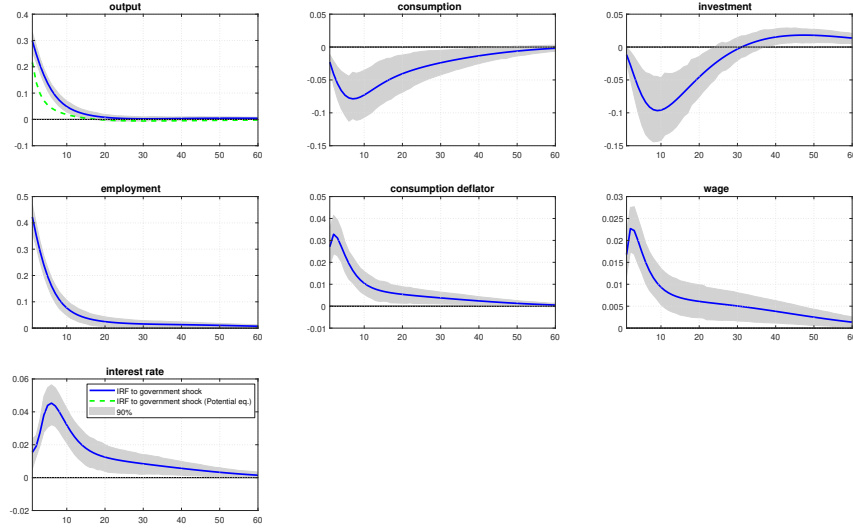 output
0.5
0.4
0.3
0.2
0.1
0
-0.1
10 20 30 40 50 60
consumption
0.05
0
-0.05
-0.1
-0.15
10 20 30 40 50 60
investment
0.05
0
-0.05
-0.1
-0.15
10 20 30 40 50 60
employment
0.5
0.4
0.3
0.2
0.1
0
10 20 30 40 50 60
consumption deflator
0.05
0.04
0.03
0.02
0.01
0
-0.01
10 20 30 40 50 60
wage
0.03
0.025
0.02
0.015
0.01
0.005
0
10 20 30 40 50 60
interest rate
0.06
0.04
0.02
0
-0.02
10 20 30 40 50 60
IRF to government shock
IRF to government shock (Potential eq.)
90%